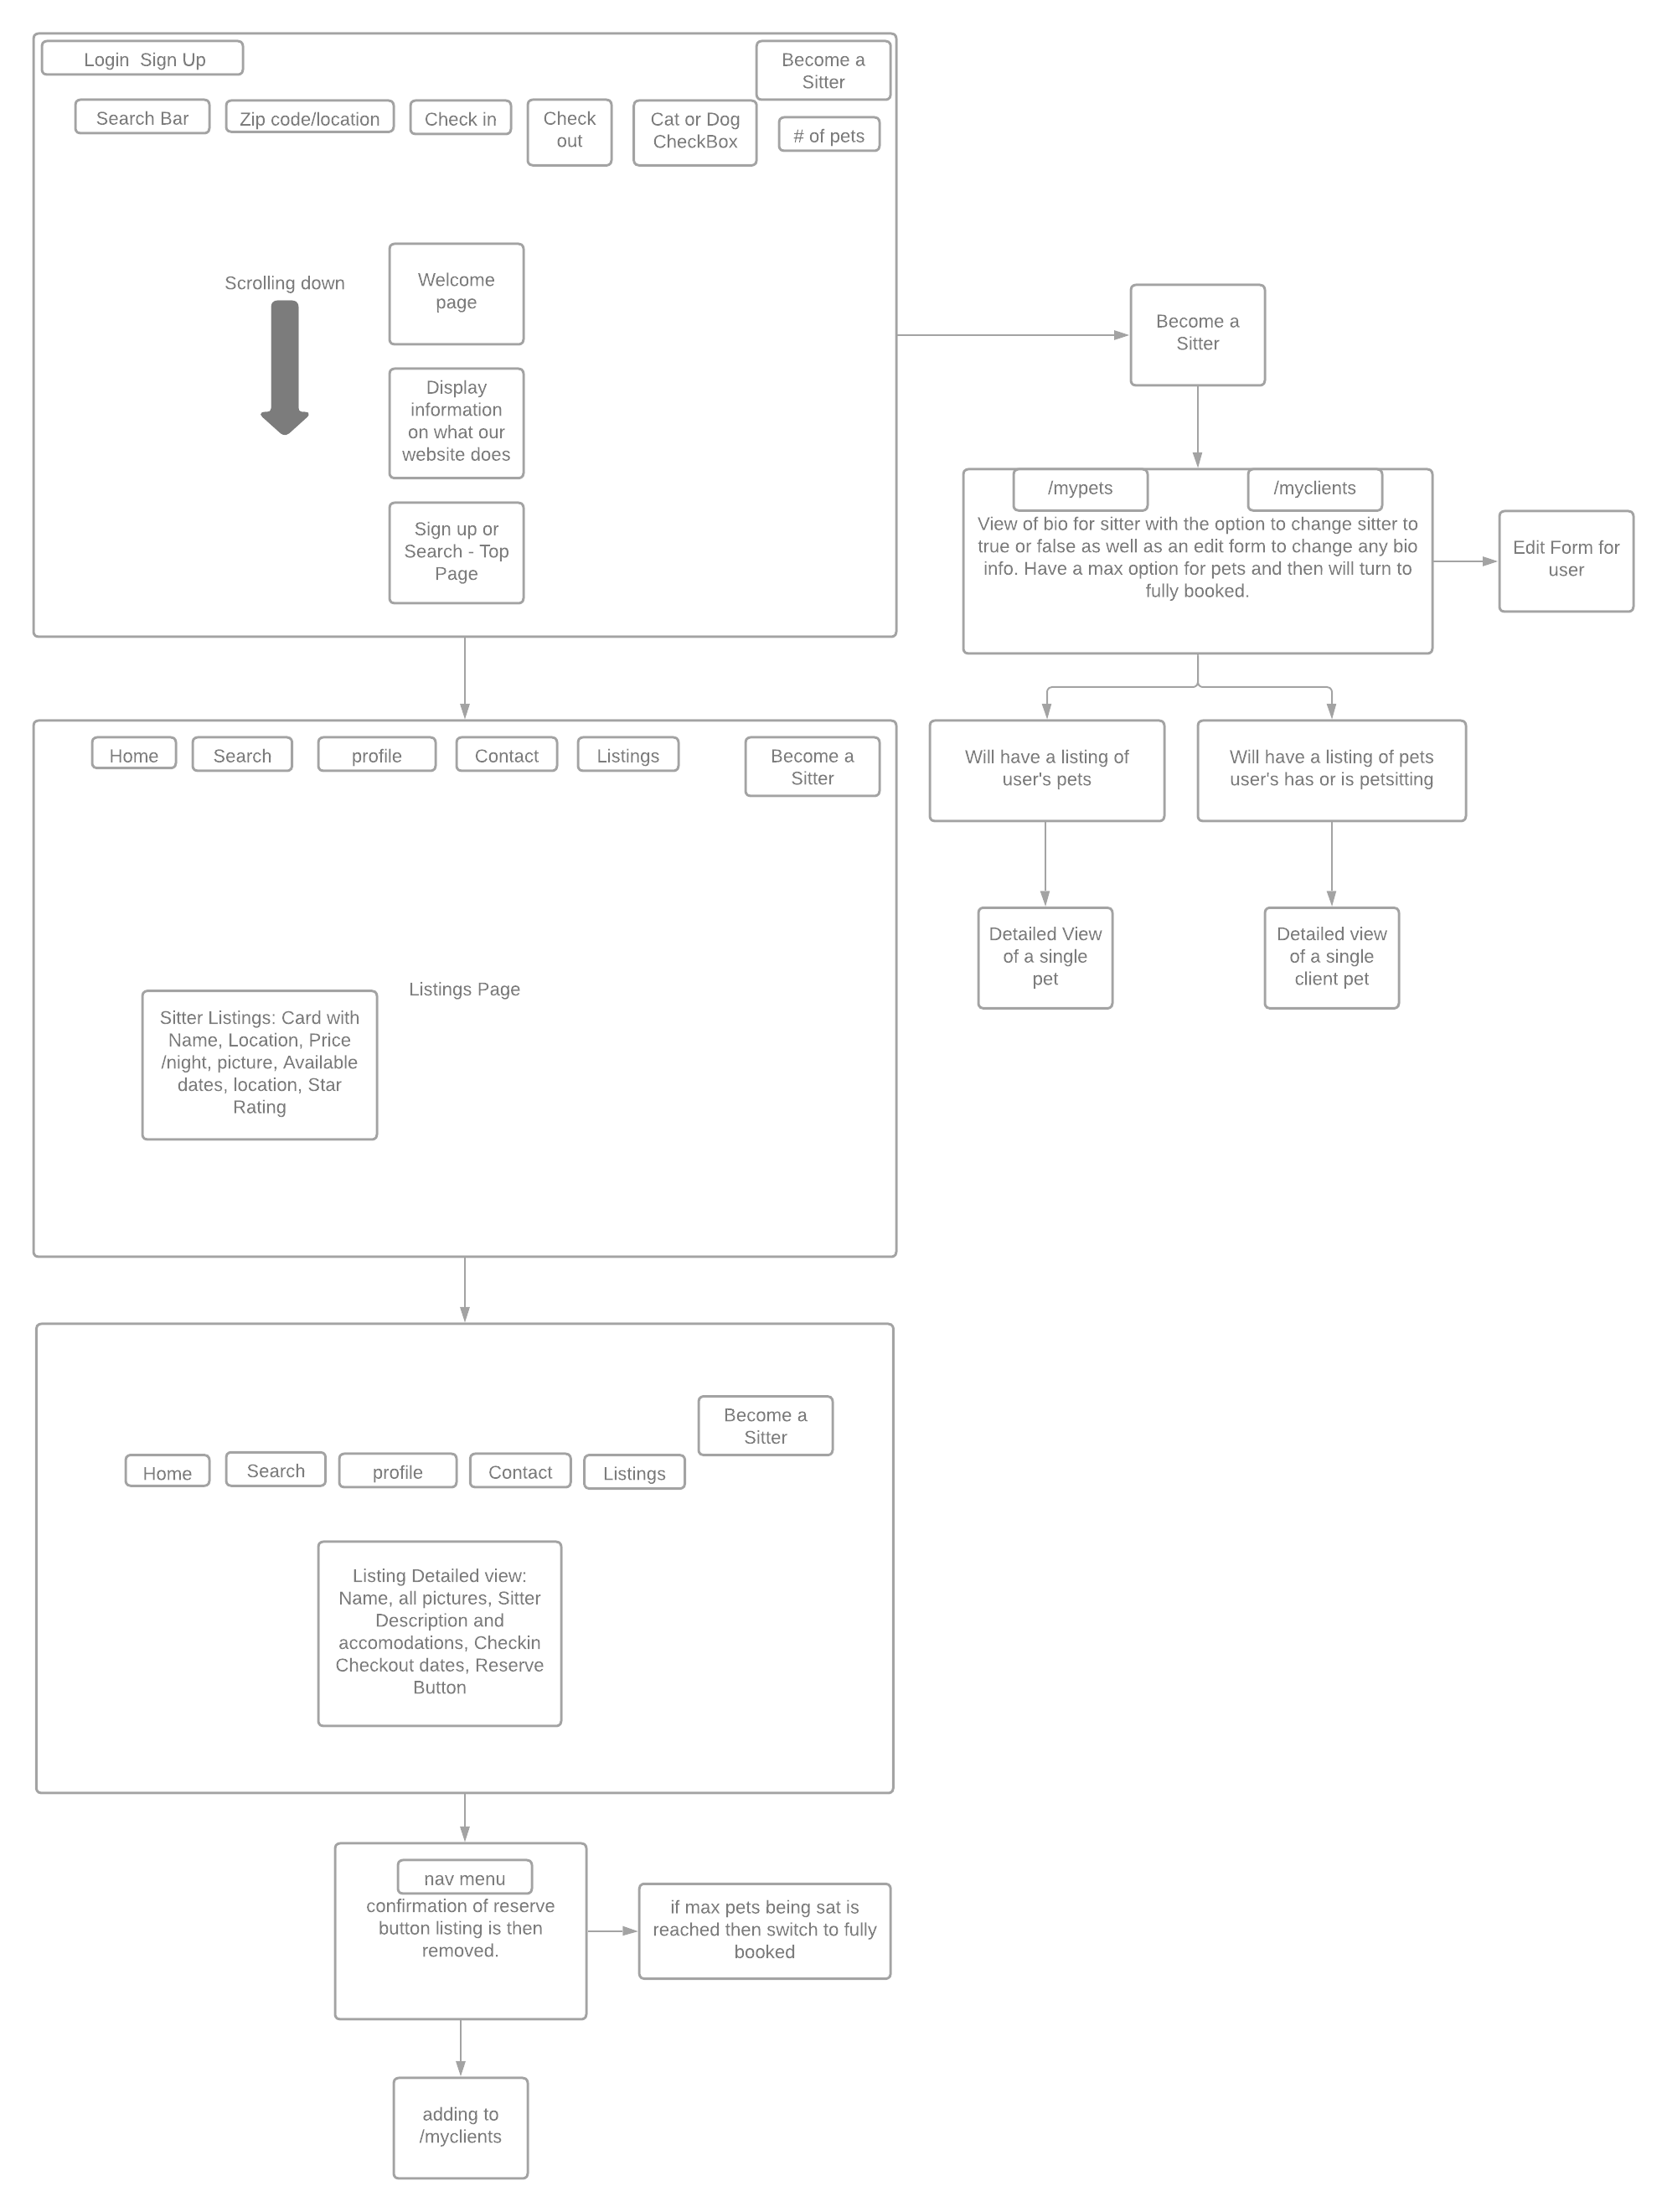 Login  Sign Up
Become a
Sitter
Search Bar
Zip code/location
Check in
Check
out
Cat or Dog
CheckBox
# of pets
Scrolling down
Welcome
page
Display
information
on what our
website does
Sign up or
Search - Top
Page
Become a
Sitter
/mypets
/myclients
View of bio for sitter with the option to change sitter to
true or false as well as an edit form to change any bio
info. Have a max option for pets and then will turn to
fully booked.
Edit Form for
user
Will have a listing of
user's pets
Will have a listing of pets
user's has or is petsitting
Detailed View
of a single
pet
Detailed view
of a single
client pet
Home
Search
profile
Contact
Listings
Become a
Sitter
Listings Page
Sitter Listings: Card with
Name, Location, Price
/night, picture, Available
dates, location, Star
Rating
Become a
Sitter
Home
Search
profile
Contact
Listings
Listing Detailed view:
Name, all pictures, Sitter
Description and
accomodations, Checkin
Checkout dates, Reserve
Button
nav menu
confirmation of reserve
button listing is then
removed.
if max pets being sat is
reached then switch to fully
booked
adding to
/myclients